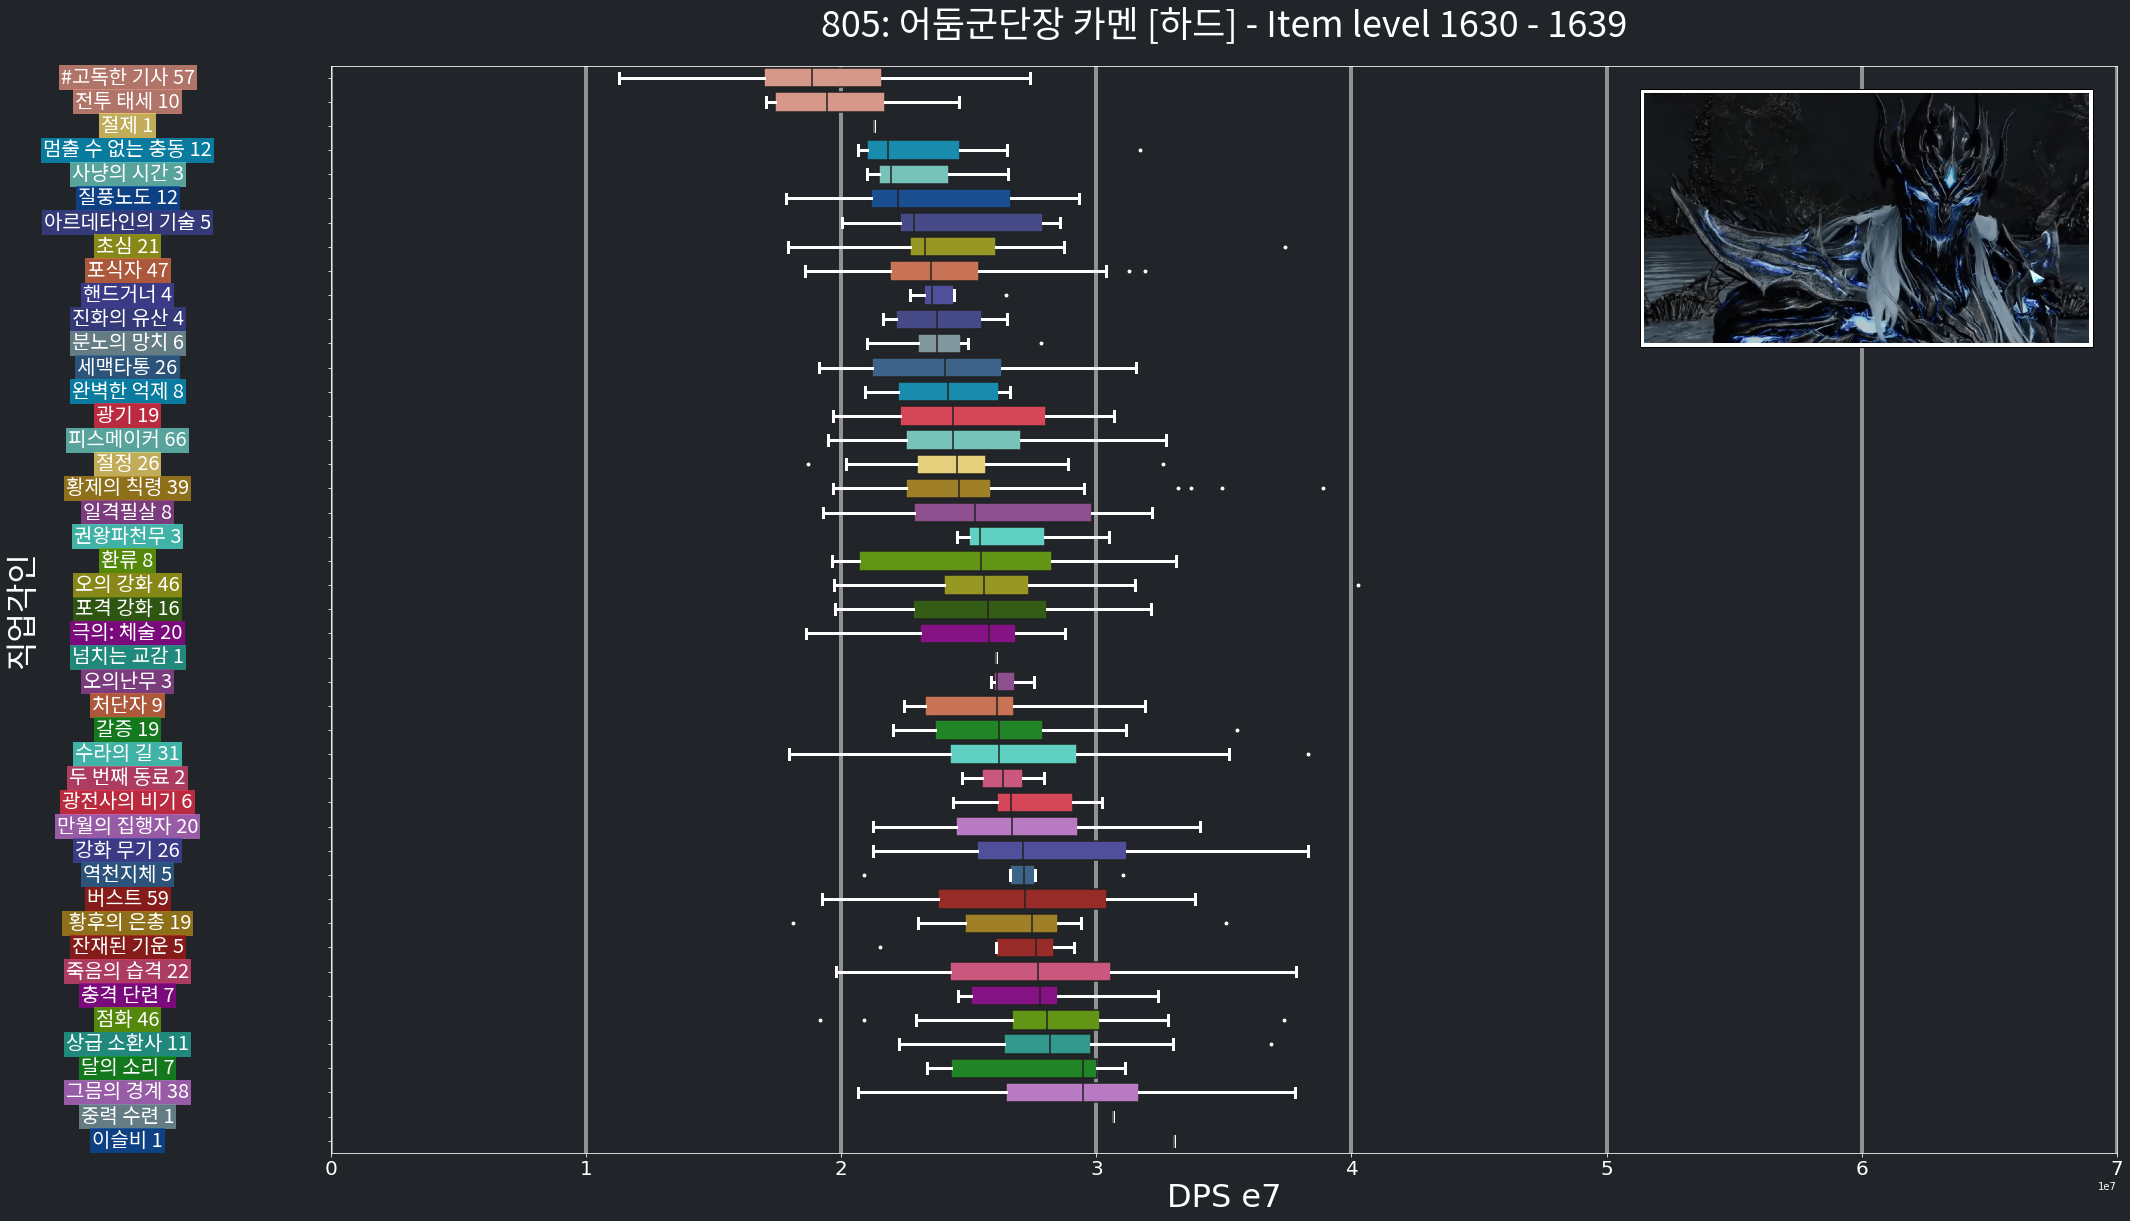 805: 어둠군단장 카멘 [하드] - Item level 1630 - 1639
직업각인
#고독한 기사 57
전투 태세 10
절제 1
멈출 수 없는 충동 12
사냥의 시간 3
질풍노도 12
아르데타인의 기술 5
초심 21
포식자 47
핸드거너 4
진화의 유산 4
분노의 망치 6
세맥타통 26
완벽한 억제 8
광기 19
피스메이커 66
절정 26
황제의 칙령 39
일격필살 8
권왕파천무 3
환류 8
오의 강화 46
포격 강화 16
극의: 체술 20
넘치는 교감 1
오의난무 3
처단자 9
갈증 19
수라의 길 31
두 번째 동료 2
광전사의 비기 6
만월의 집행자 20
강화 무기 26
역천지체 5
버스트 59
황후의 은총 19
잔재된 기운 5
죽음의 습격 22
충격 단련 7
점화 46
상급 소환사 11
달의 소리 7
그믐의 경계 38
중력 수련 1
이슬비 1
0 1 2 3 4 5 6 7
1e7
DPS e7